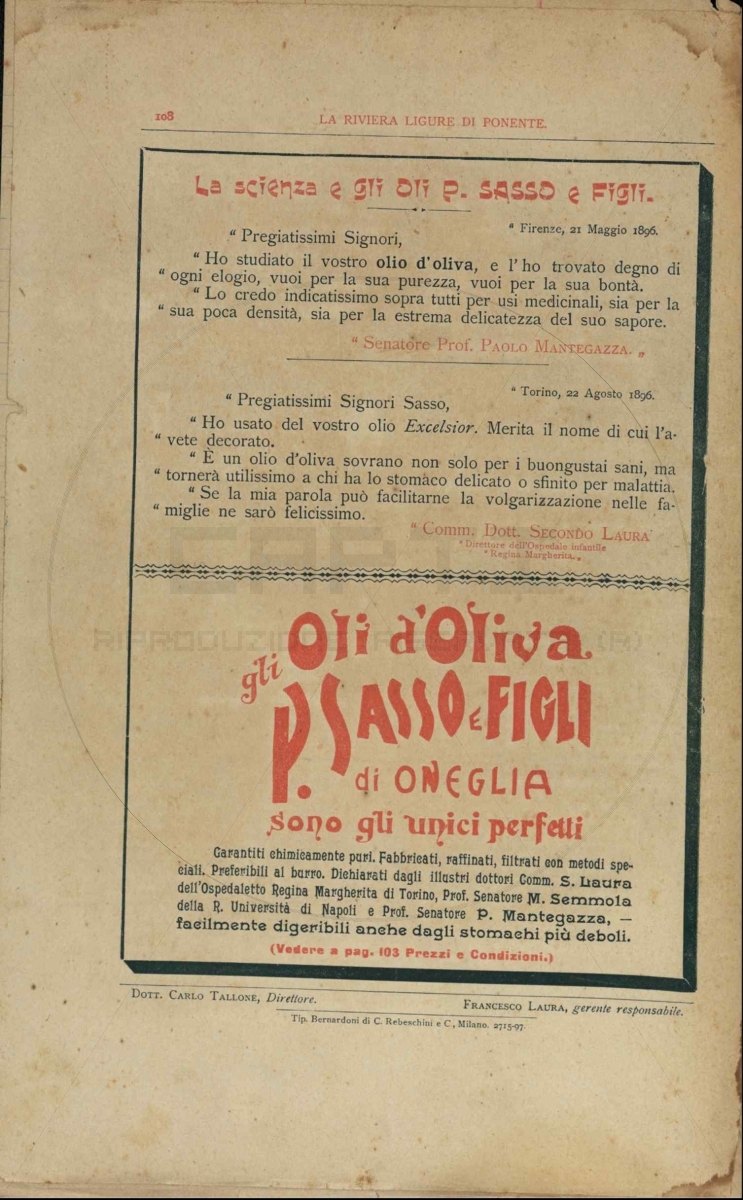 108
LA RIVIERA LIGURE DI PONENTE.
La scienza e gli Oli P. SASSO e Figli.
“ Firenze, 21 Maggio 1896.
“ Pregiatissimi Signori,
“ Ho studiato il vostro olio d'oliva, e l'ho trovato degno di
“ ogni elogio, vuoi per la sua purezza, vuoi per la sua bontà.
“ Lo credo indicatissimo sopra tutti per usi medicinali, sia per la
“ sua poca densità, sia per la estrema delicatezza del suo sapore.
“ Senatore Prof. PAOLO MANTEGAZZA. „
“ Torino, 22 Agosto 1896.
“ Pregiatissimi Signori Sasso,
“ Ho usato del vostro olio Excelsior. Merita il nome di cui l'a-
“ vete decorato.
“ È un olio d'oliva sovrano non solo per i buongustai sani, ma
“ tornerà utilissimo a chi ha lo stomaco delicato o sfinito per malattia.
“ Se la mia parola può facilitarne la volgarizzazione nelle fa-
“ miglie ne sarò felicissimo.
“ Comm. Dott. SECONDO LAURA
“ Direttore dell'Ospedale infantile
“ Regina Margherita. „
gli Oli d'Oliva
P. SASSO E FIGLI
di ONEGLIA
sono gli unici perfetti
Garantiti chimicamente puri. Fabbricati, raffinati, filtrati con metodi spe-
ciali. Preferibili al burro. Dichiarati dagli illustri dottori Comm. S. Laura
dell'Ospedaletto Regina Margherita di Torino, Prof. Senatore M. Semmola
della R. Università di Napoli e Prof. Senatore P. Mantegazza, —
facilmente digeribili anche dagli stomachi più deboli.
(Vedere a pag. 103 Prezzi e Condizioni.)
DOTT. CARLO TALLONE, Direttore.
FRANCESCO LAURA, gerente responsabile.
Tip. Bernardoni di C. Rebeschini e C, Milano. 2715-97